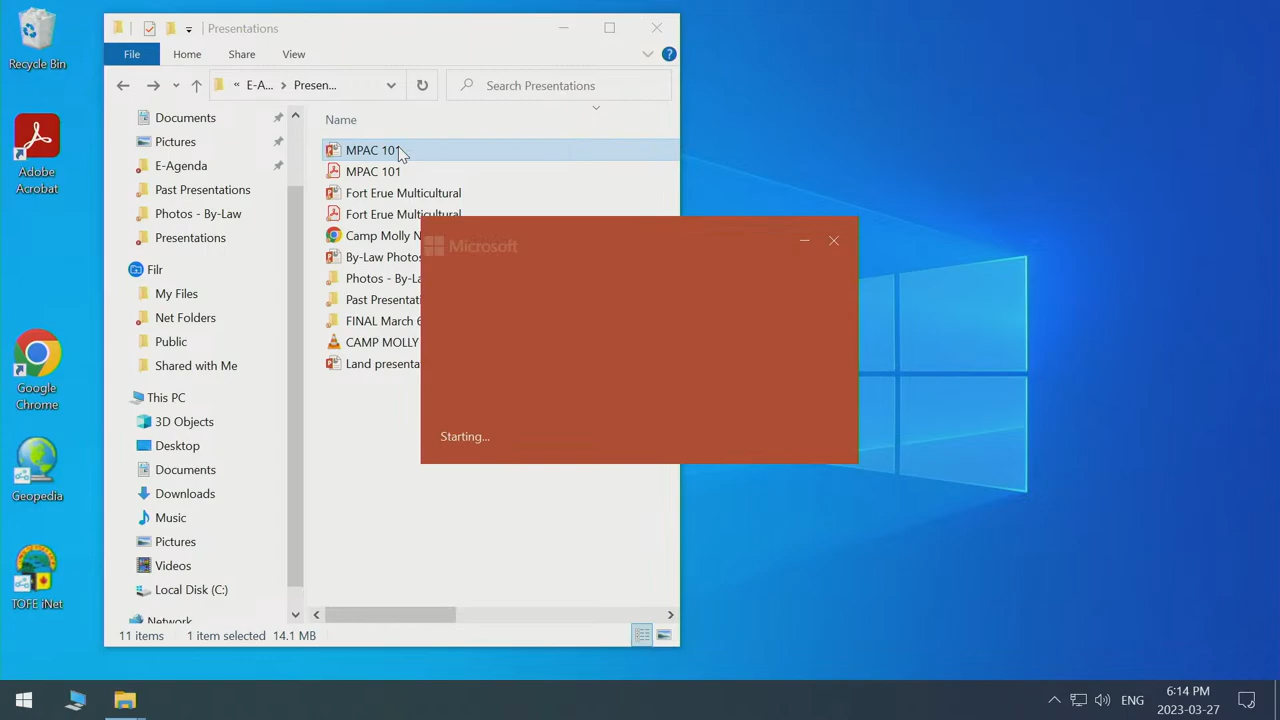 Recycle Bin
Adobe
Acrobat
Google
Chrome
Geopedia
TOFE iNet
Presentations
File
Home
Share
View
« E-A... > Presen...
Search Presentations
Documents
Pictures
E-Agenda
Past Presentations
Photos - By-Law
Presentations
Filr
My Files
Net Folders
Public
Shared with Me
This PC
3D Objects
Desktop
Documents
Downloads
Music
Pictures
Videos
Local Disk (C:)
Network
Name
MPAC 101
MPAC 101
Fort Erue Multicultural
Fort Erue Multicultural
Camp Molly
By-Law Photos
Photos - By-La
Past Presentati
FINAL March 6
CAMP MOLLY
Land presenta
Microsoft
Starting...
11 items
1 item selected 14.1 MB
ENG
6:14 PM
2023-03-27